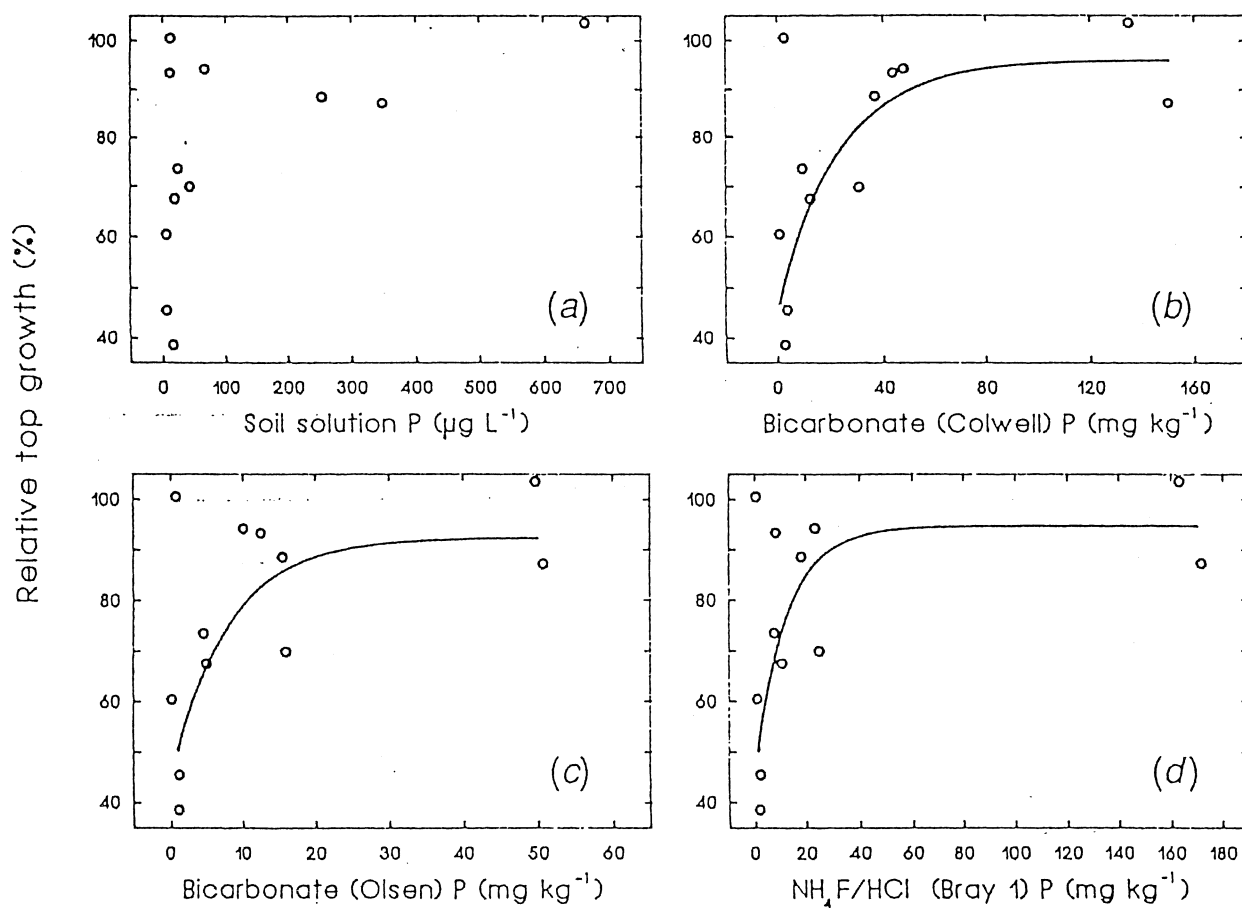 Relative top growth (%)
100
80
60
40
(a)
0 100 200 300 400 500 600 700
Soil solution P (µg L⁻¹)
100
80
60
40
(b)
0 40 80 120 160
Bicarbonate (Colwell) P (mg kg⁻¹)
100
80
60
40
(c)
0 10 20 30 40 50 60
Bicarbonate (Olsen) P (mg kg⁻¹)
100
80
60
40
(d)
0 20 40 60 80 100 120 140 160 180
NH₄F/HCl (Bray 1) P (mg kg⁻¹)